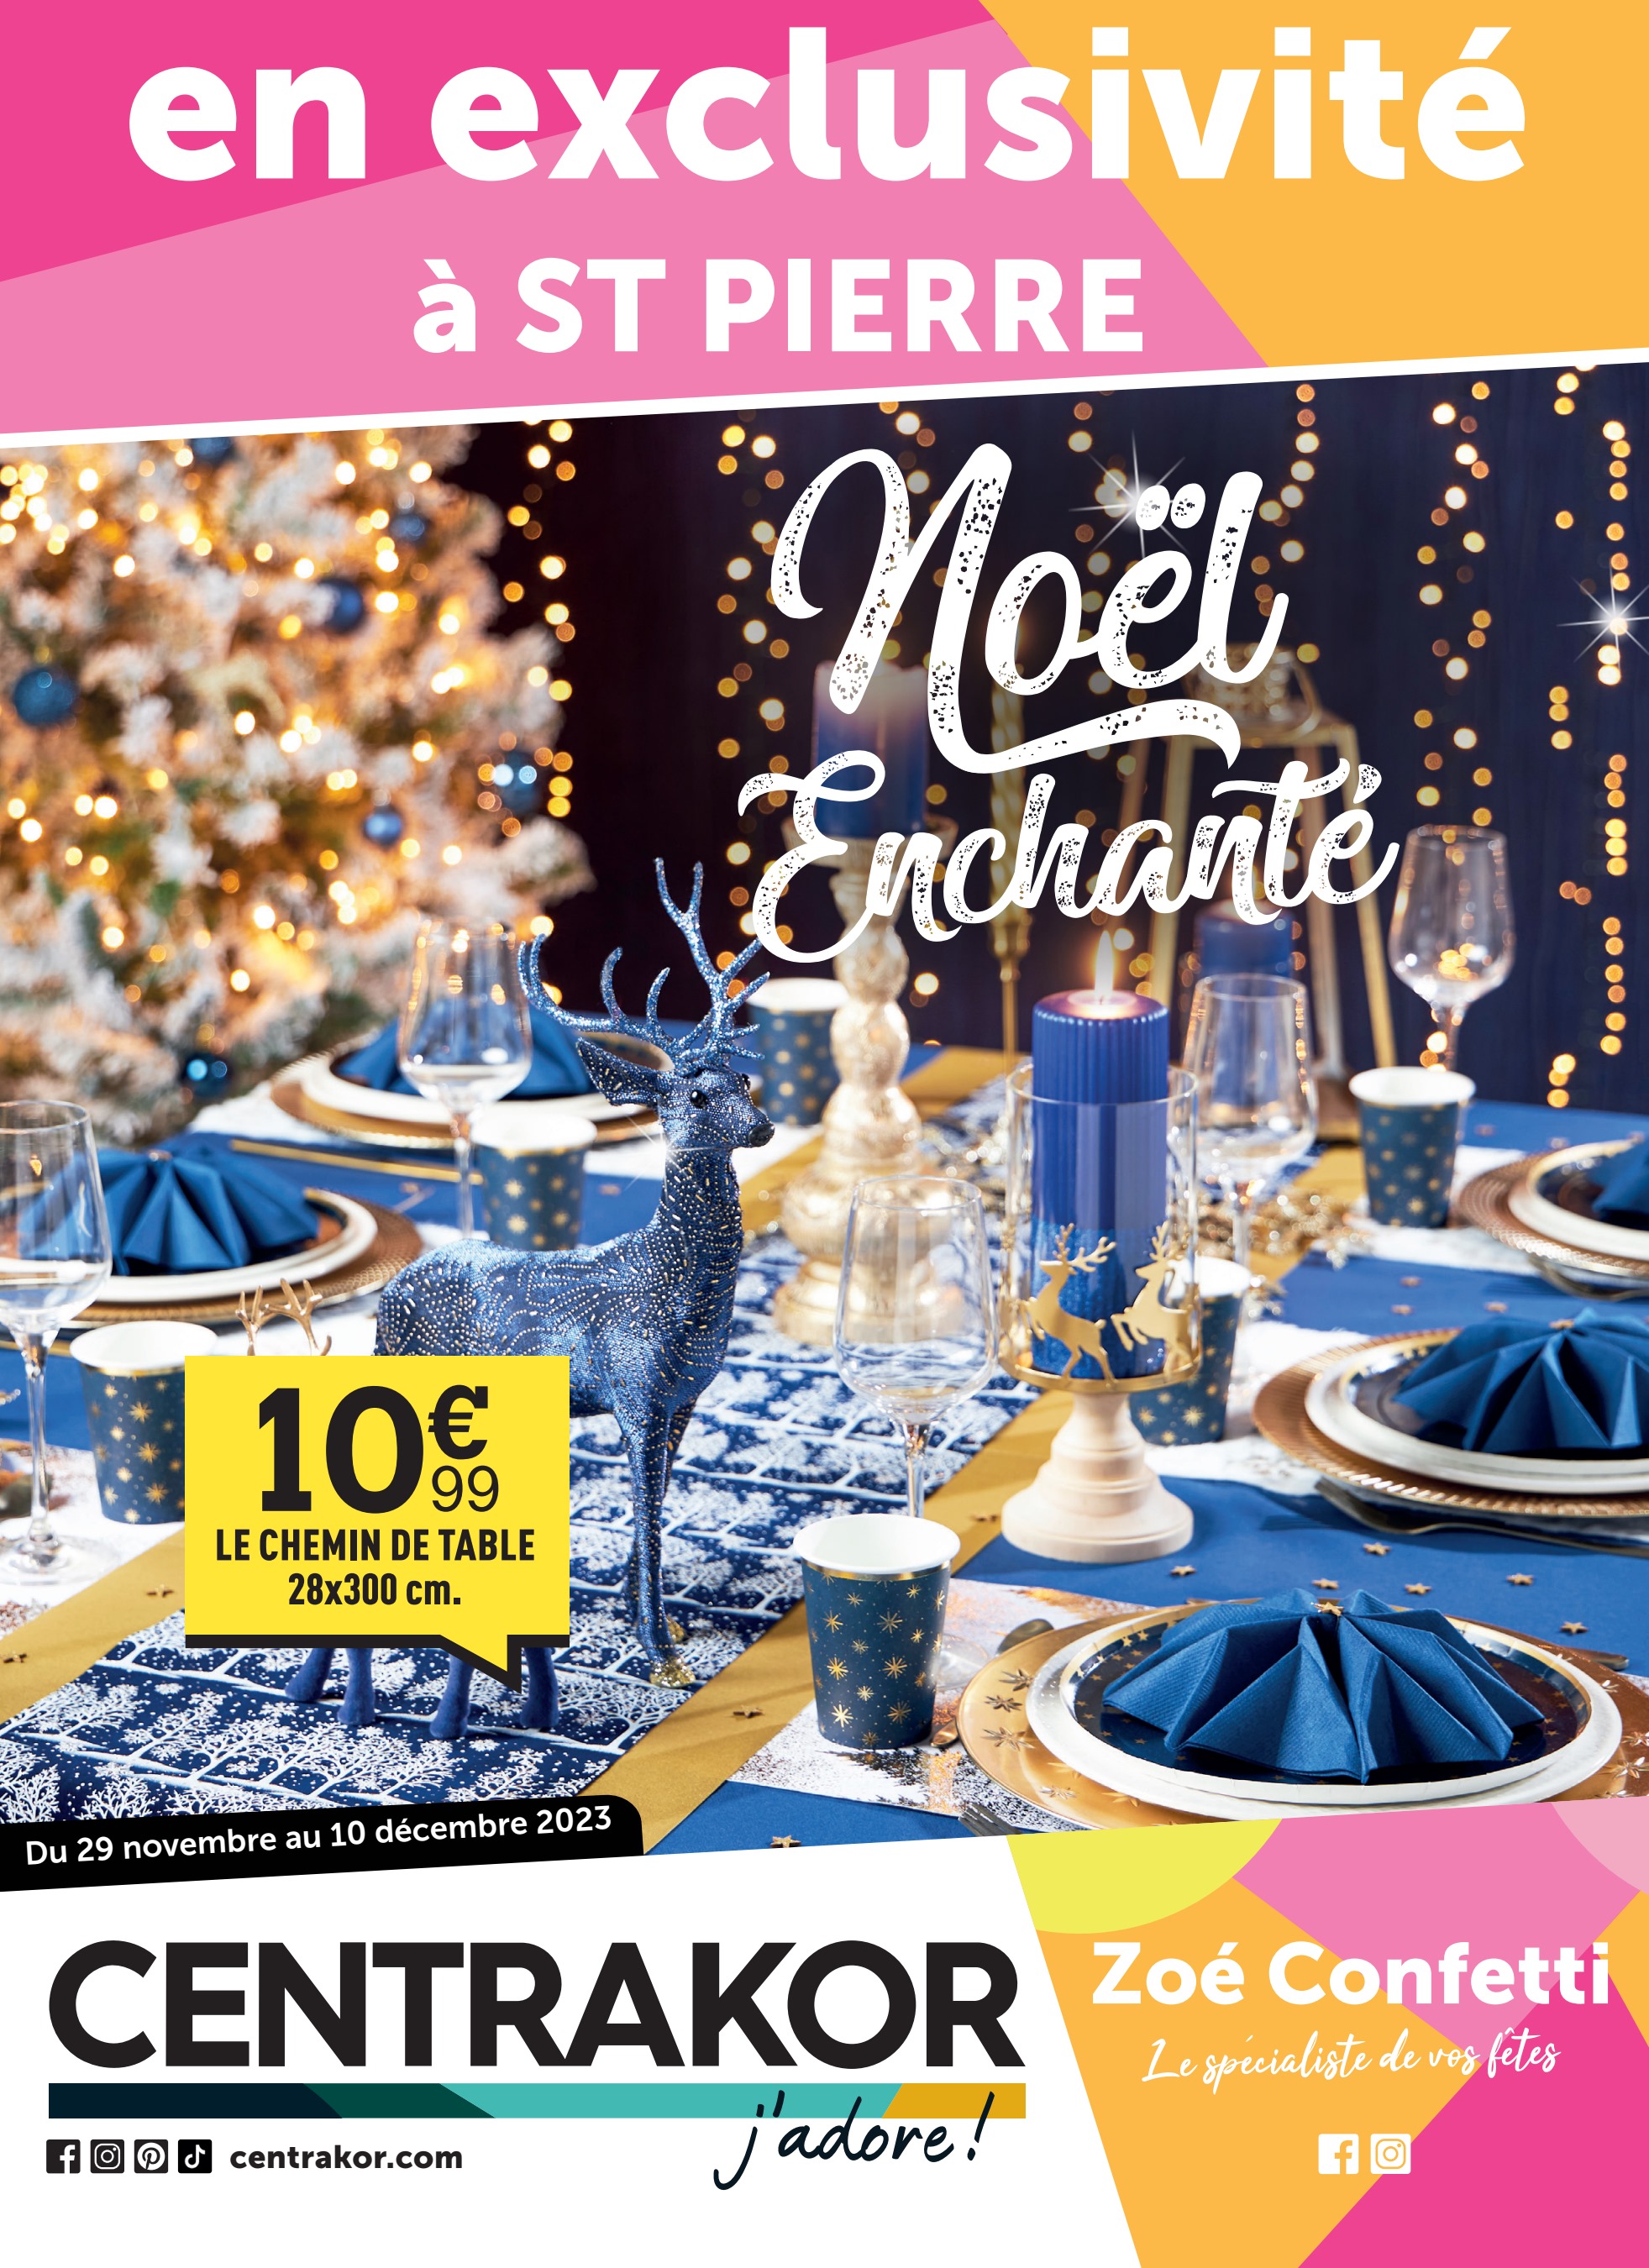 en exclusivité
à ST PIERRE
Noël
Enchanté
10€99
LE CHEMIN DE TABLE
28x300 cm.
Du 29 novembre au 10 décembre 2023
CENTRAKOR
j'adore !
centrakor.com
Zoé Confetti
Le spécialiste de vos fêtes